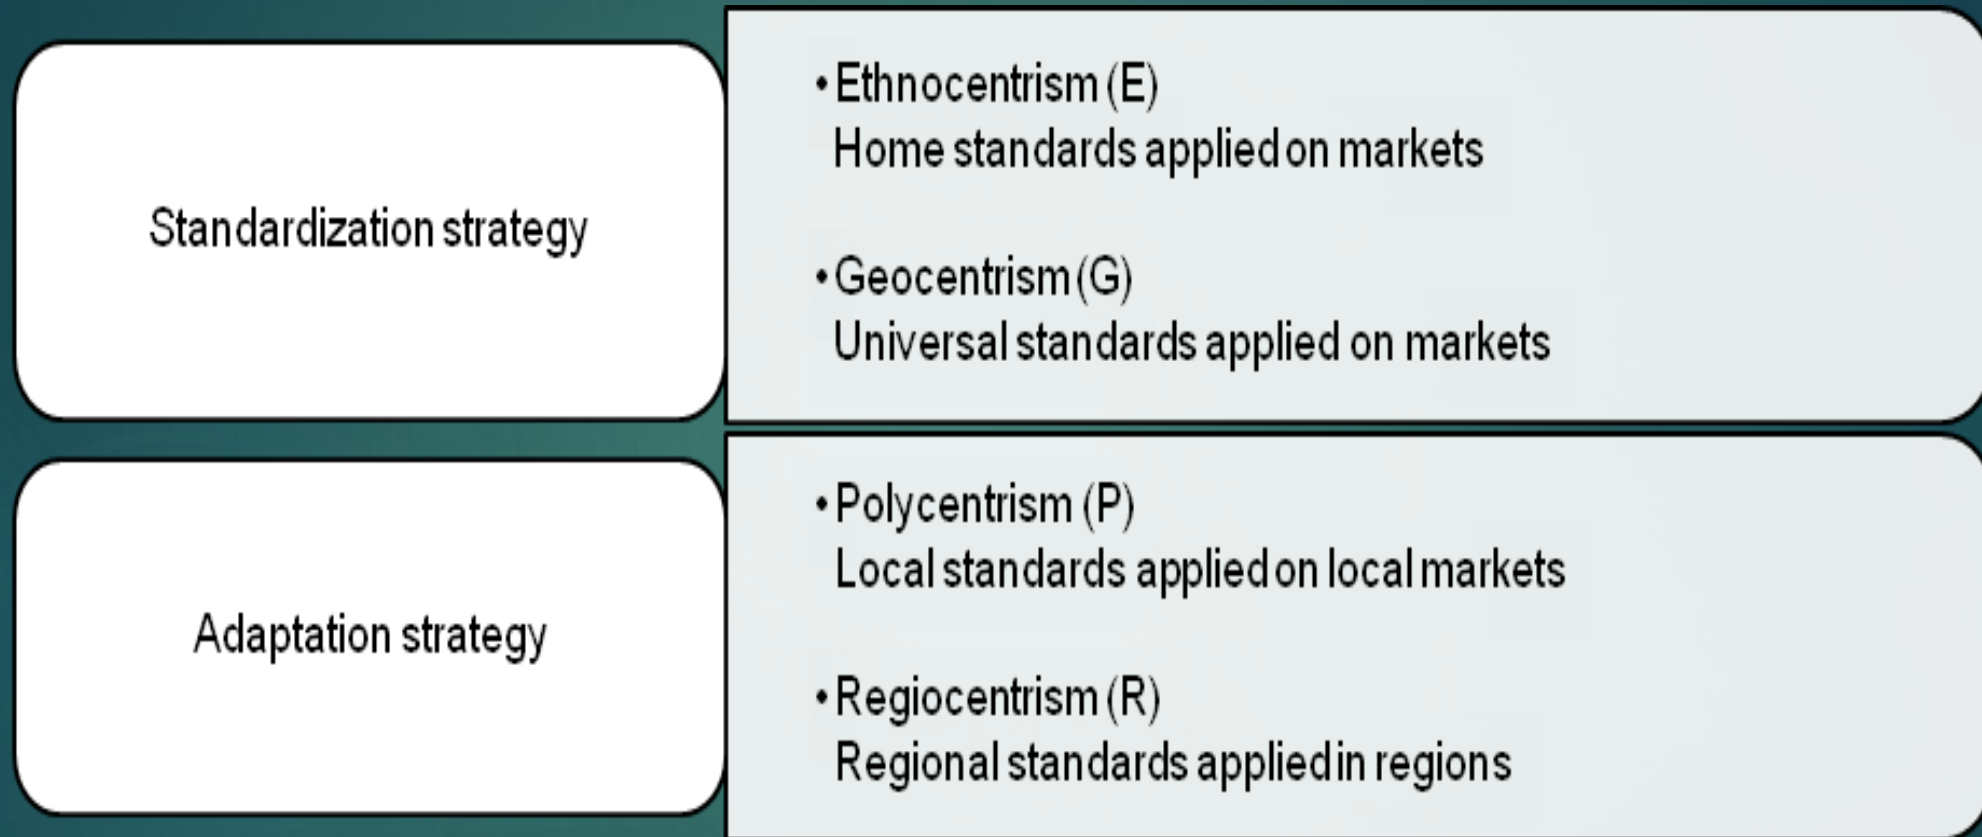 Standardization strategy
• Ethnocentrism (E)
Home standards applied on markets
• Geocentrism (G)
Universal standards applied on markets
Adaptation strategy
• Polycentrism (P)
Local standards applied on local markets
• Regiocentrism (R)
Regional standards applied in regions